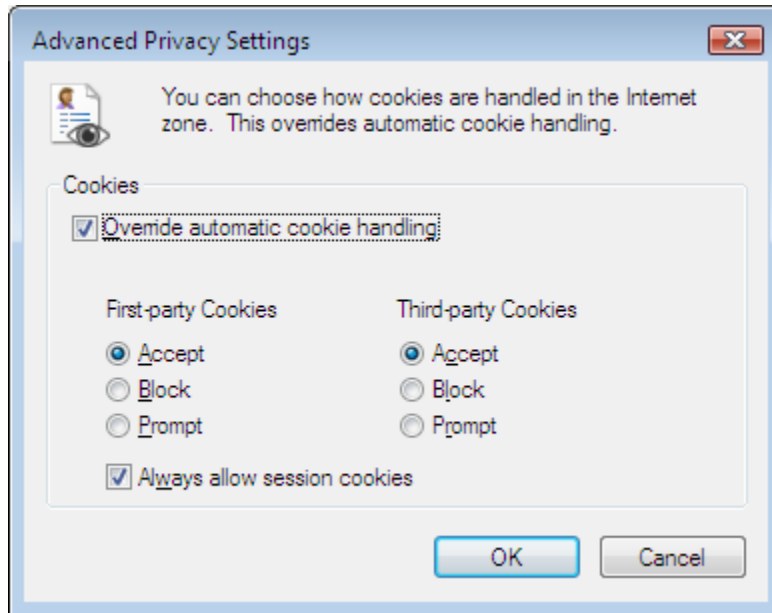 Advanced Privacy Settings
You can choose how cookies are handled in the Internet
zone. This overrides automatic cookie handling.
Cookies
Override automatic cookie handling
First-party Cookies Third-party Cookies
Accept Accept
Block Block
Prompt Prompt
Always allow session cookies
OK Cancel